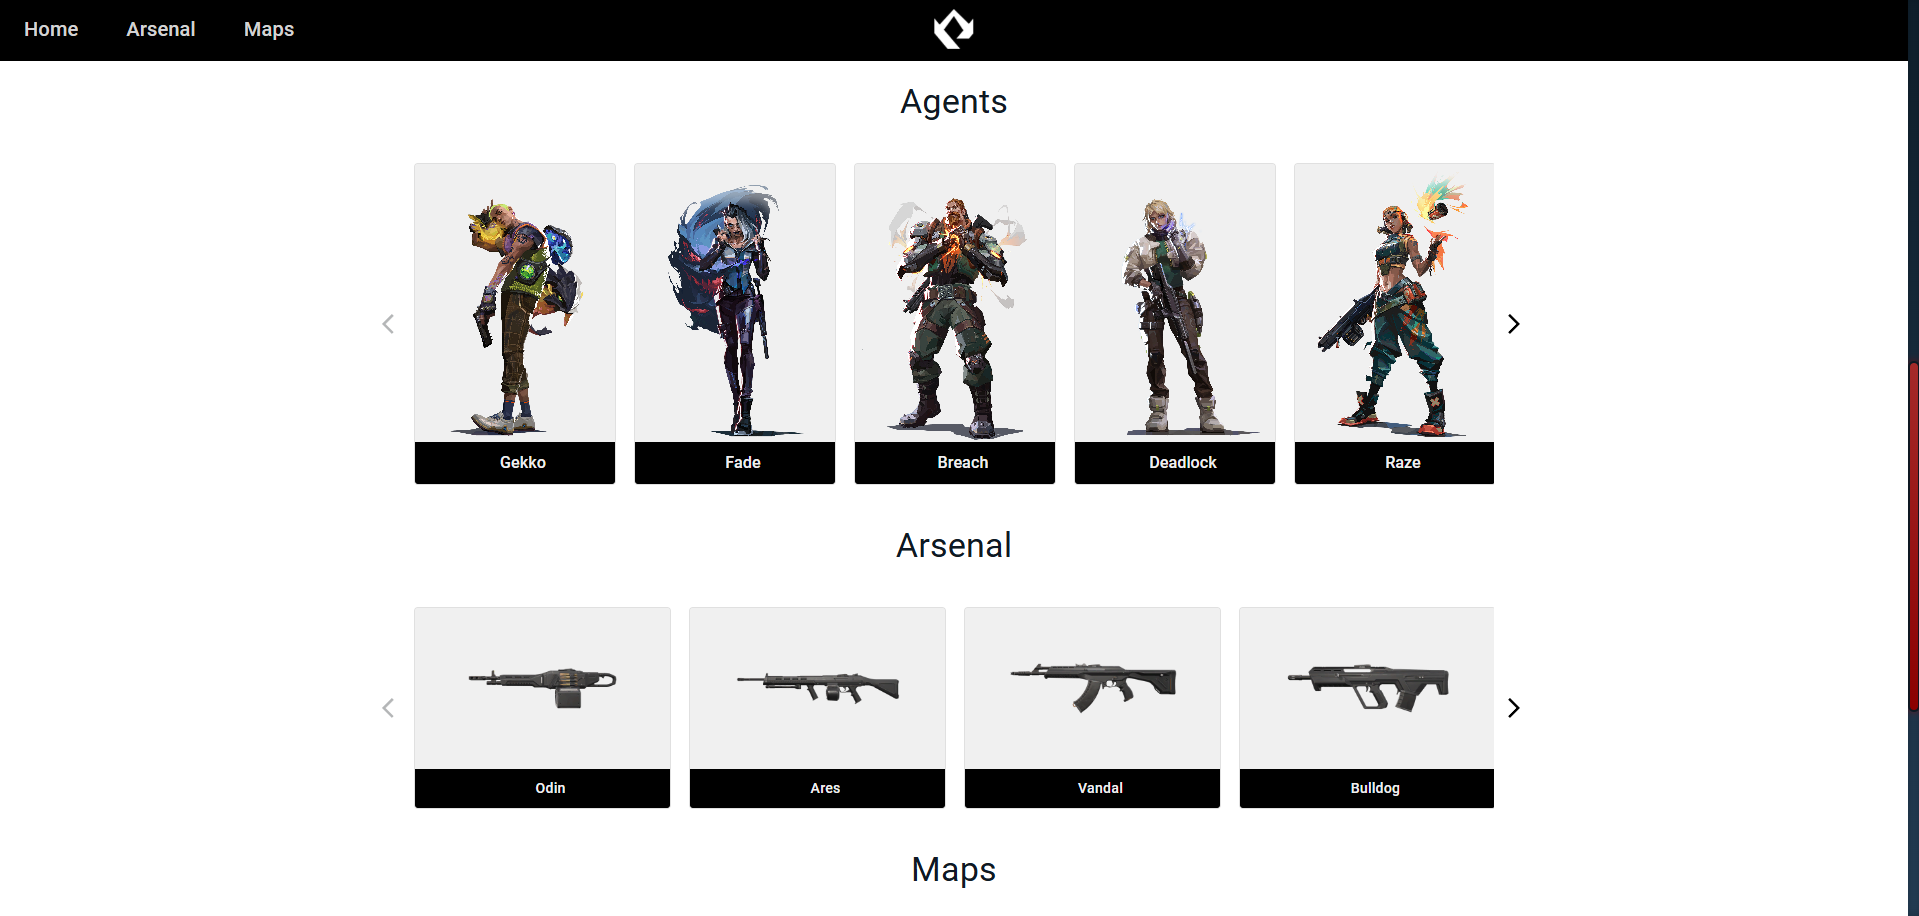 Home Arsenal Maps
Agents
Gekko Fade Breach Deadlock Raze
Arsenal
Odin Ares Vandal Bulldog
Maps